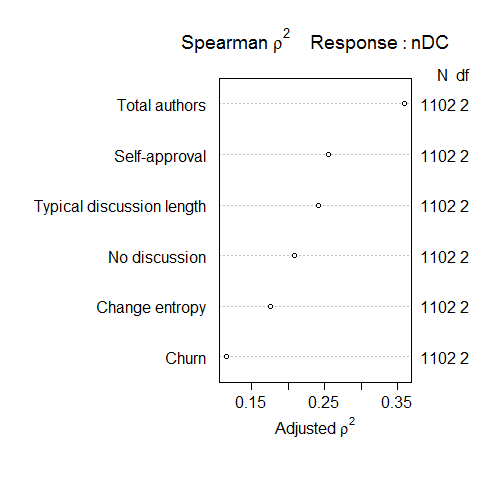 Spearman ρ² Response : nDC
N df
Total authors 1102 2
Self-approval 1102 2
Typical discussion length 1102 2
No discussion 1102 2
Change entropy 1102 2
Churn 1102 2
0.15 0.25 0.35
Adjusted ρ²